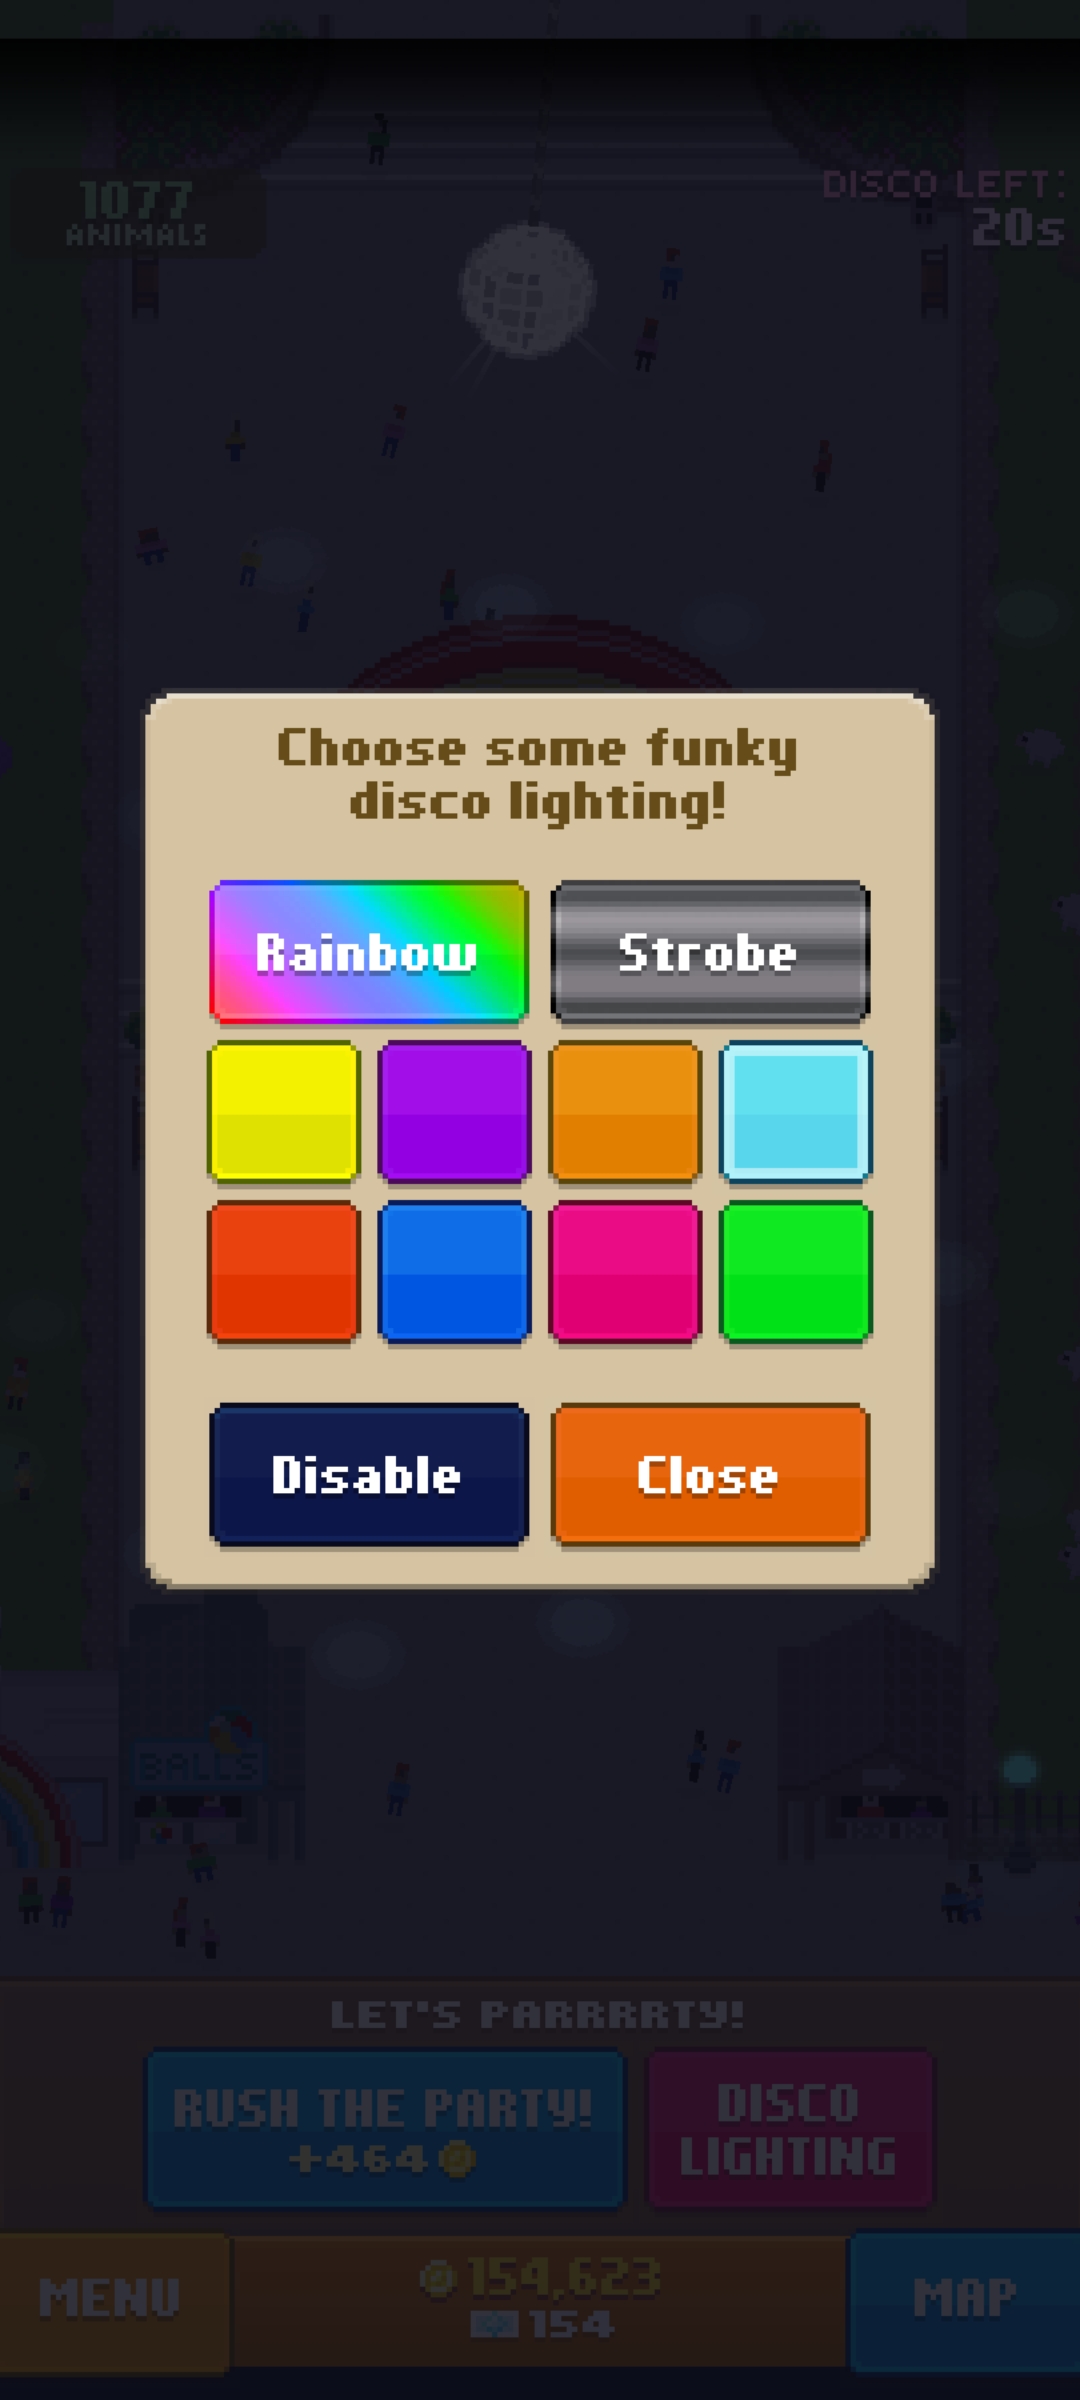 1077
ANIMALS
DISCO LEFT:
20s
Choose some funky
disco lighting!
Rainbow
Strobe
Disable
Close
BALLS
LET'S PARRRRTY!
RUSH THE PARTY!
+464
DISCO
LIGHTING
MENU
154,623
154
MAP